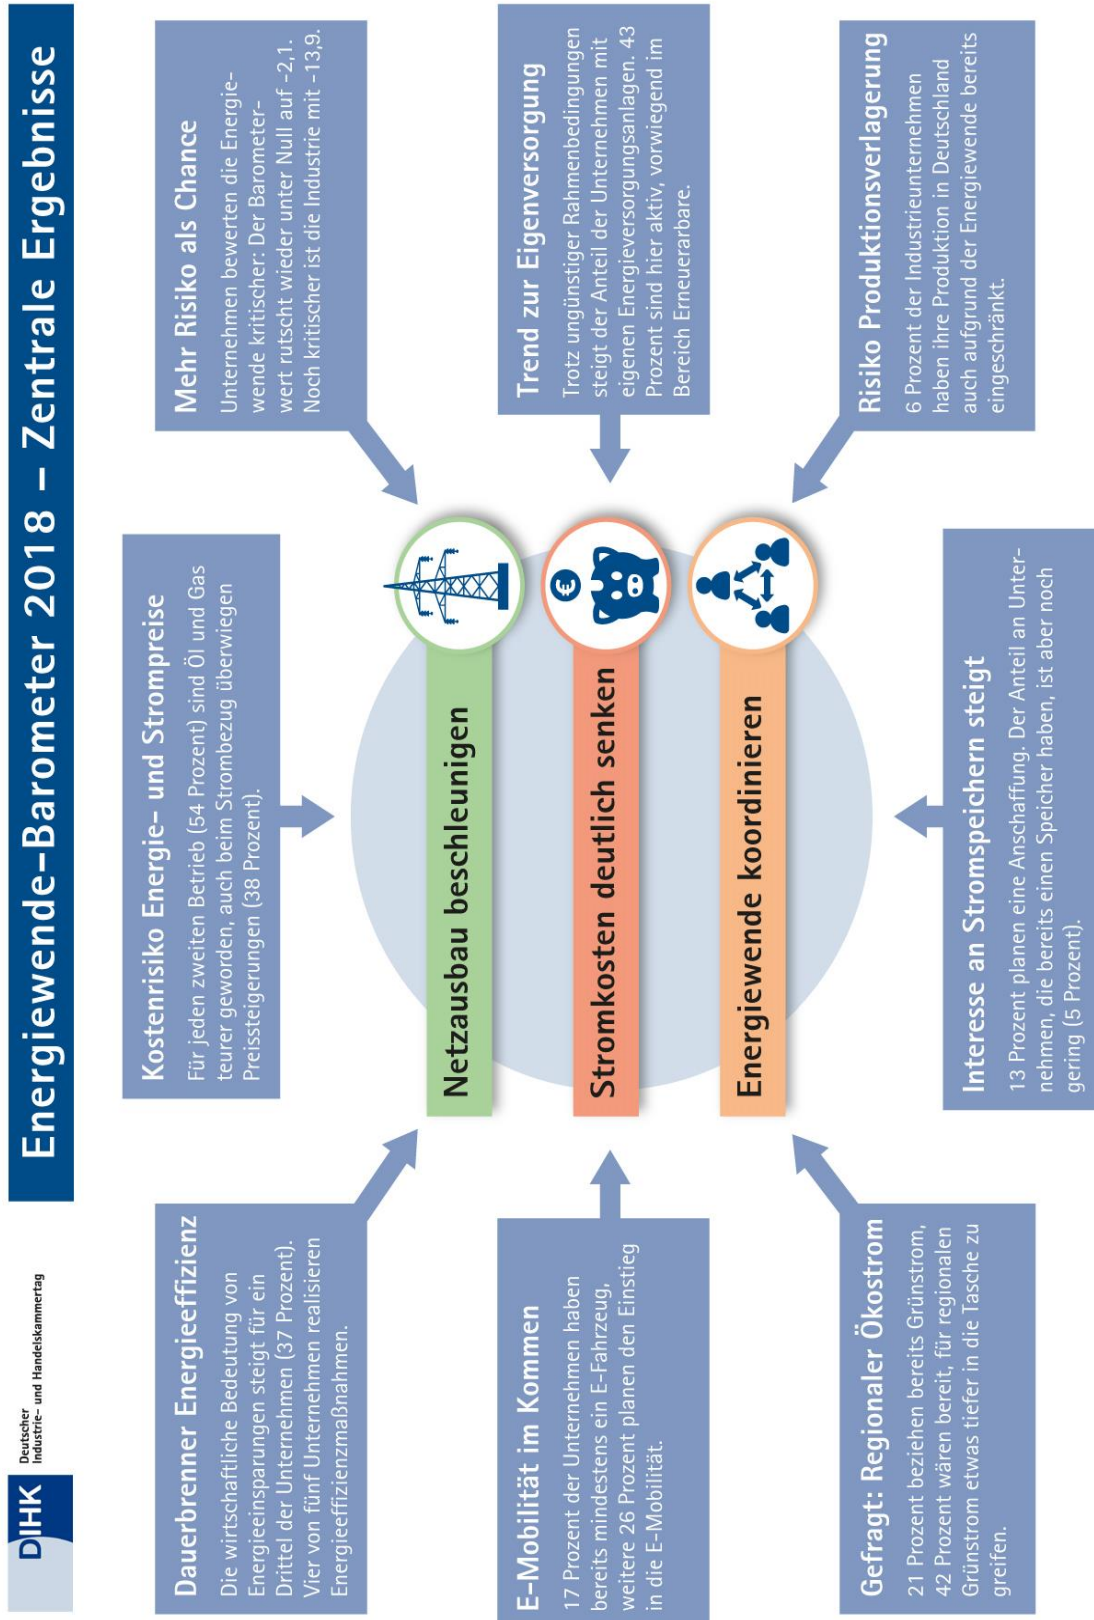 DIHK
Deutscher
Industrie- und Handelskammertag
Energiewende-Barometer 2018 – Zentrale Ergebnisse
Dauerbrenner Energieeffizienz
Die wirtschaftliche Bedeutung von
Energieeinsparungen steigt für ein
Drittel der Unternehmen (37 Prozent).
Vier von fünf Unternehmen realisieren
Energieeffizienzmaßnahmen.
Kostenrisiko Energie- und Strompreise
Für jeden zweiten Betrieb (54 Prozent) sind Öl und Gas
teurer geworden, auch beim Strombezug überwiegen
Preissteigerungen (38 Prozent).
Mehr Risiko als Chance
Unternehmen bewerten die Energie-
wende kritischer: Der Barometer-
wert rutscht wieder unter Null auf -2,1.
Noch kritischer ist die Industrie mit -13,9.
E-Mobilität im Kommen
17 Prozent der Unternehmen haben
bereits mindestens ein E-Fahrzeug,
weitere 26 Prozent planen den Einstieg
in die E-Mobilität.
Netzausbau beschleunigen
Stromkosten deutlich senken
€
Energiewende koordinieren
Trend zur Eigenversorgung
Trotz ungünstiger Rahmenbedingungen
steigt der Anteil der Unternehmen mit
eigenen Energieversorgungsanlagen. 43
Prozent sind hier aktiv, vorwiegend im
Bereich Erneuerarbare.
Gefragt: Regionaler Ökostrom
21 Prozent beziehen bereits Grünstrom,
42 Prozent wären bereit, für regionalen
Grünstrom etwas tiefer in die Tasche zu
greifen.
Interesse an Stromspeichern steigt
13 Prozent planen eine Anschaffung. Der Anteil an Unter-
nehmen, die bereits einen Speicher haben, ist aber noch
gering (5 Prozent).
Risiko Produktionsverlagerung
6 Prozent der Industrieunternehmen
haben ihre Produktion in Deutschland
auch aufgrund der Energiewende bereits
eingeschränkt.